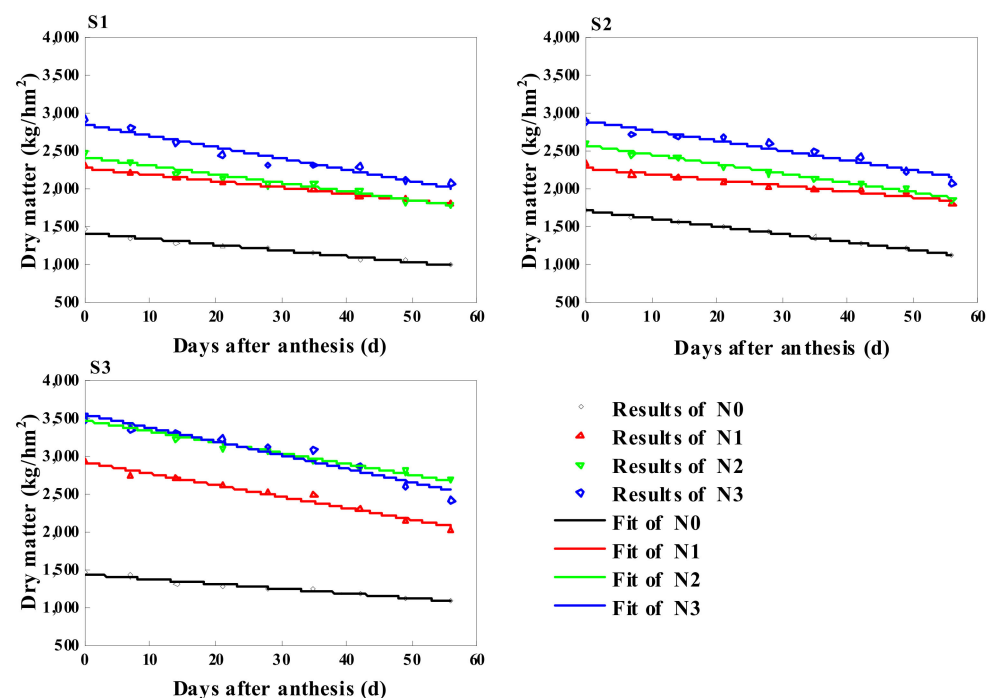 S1
4,000
3,500
3,000
2,500
2,000
1,500
1,000
500
Dry matter (kg/hm²)
0 10 20 30 40 50 60
Days after anthesis (d)
S2
4,000
3,500
3,000
2,500
2,000
1,500
1,000
500
Dry matter (kg/hm²)
0 10 20 30 40 50 60
Days after anthesis (d)
S3
4,000
3,500
3,000
2,500
2,000
1,500
1,000
500
Dry matter (kg/hm²)
0 10 20 30 40 50 60
Days after anthesis (d)
Results of N0
Results of N1
Results of N2
Results of N3
Fit of N0
Fit of N1
Fit of N2
Fit of N3